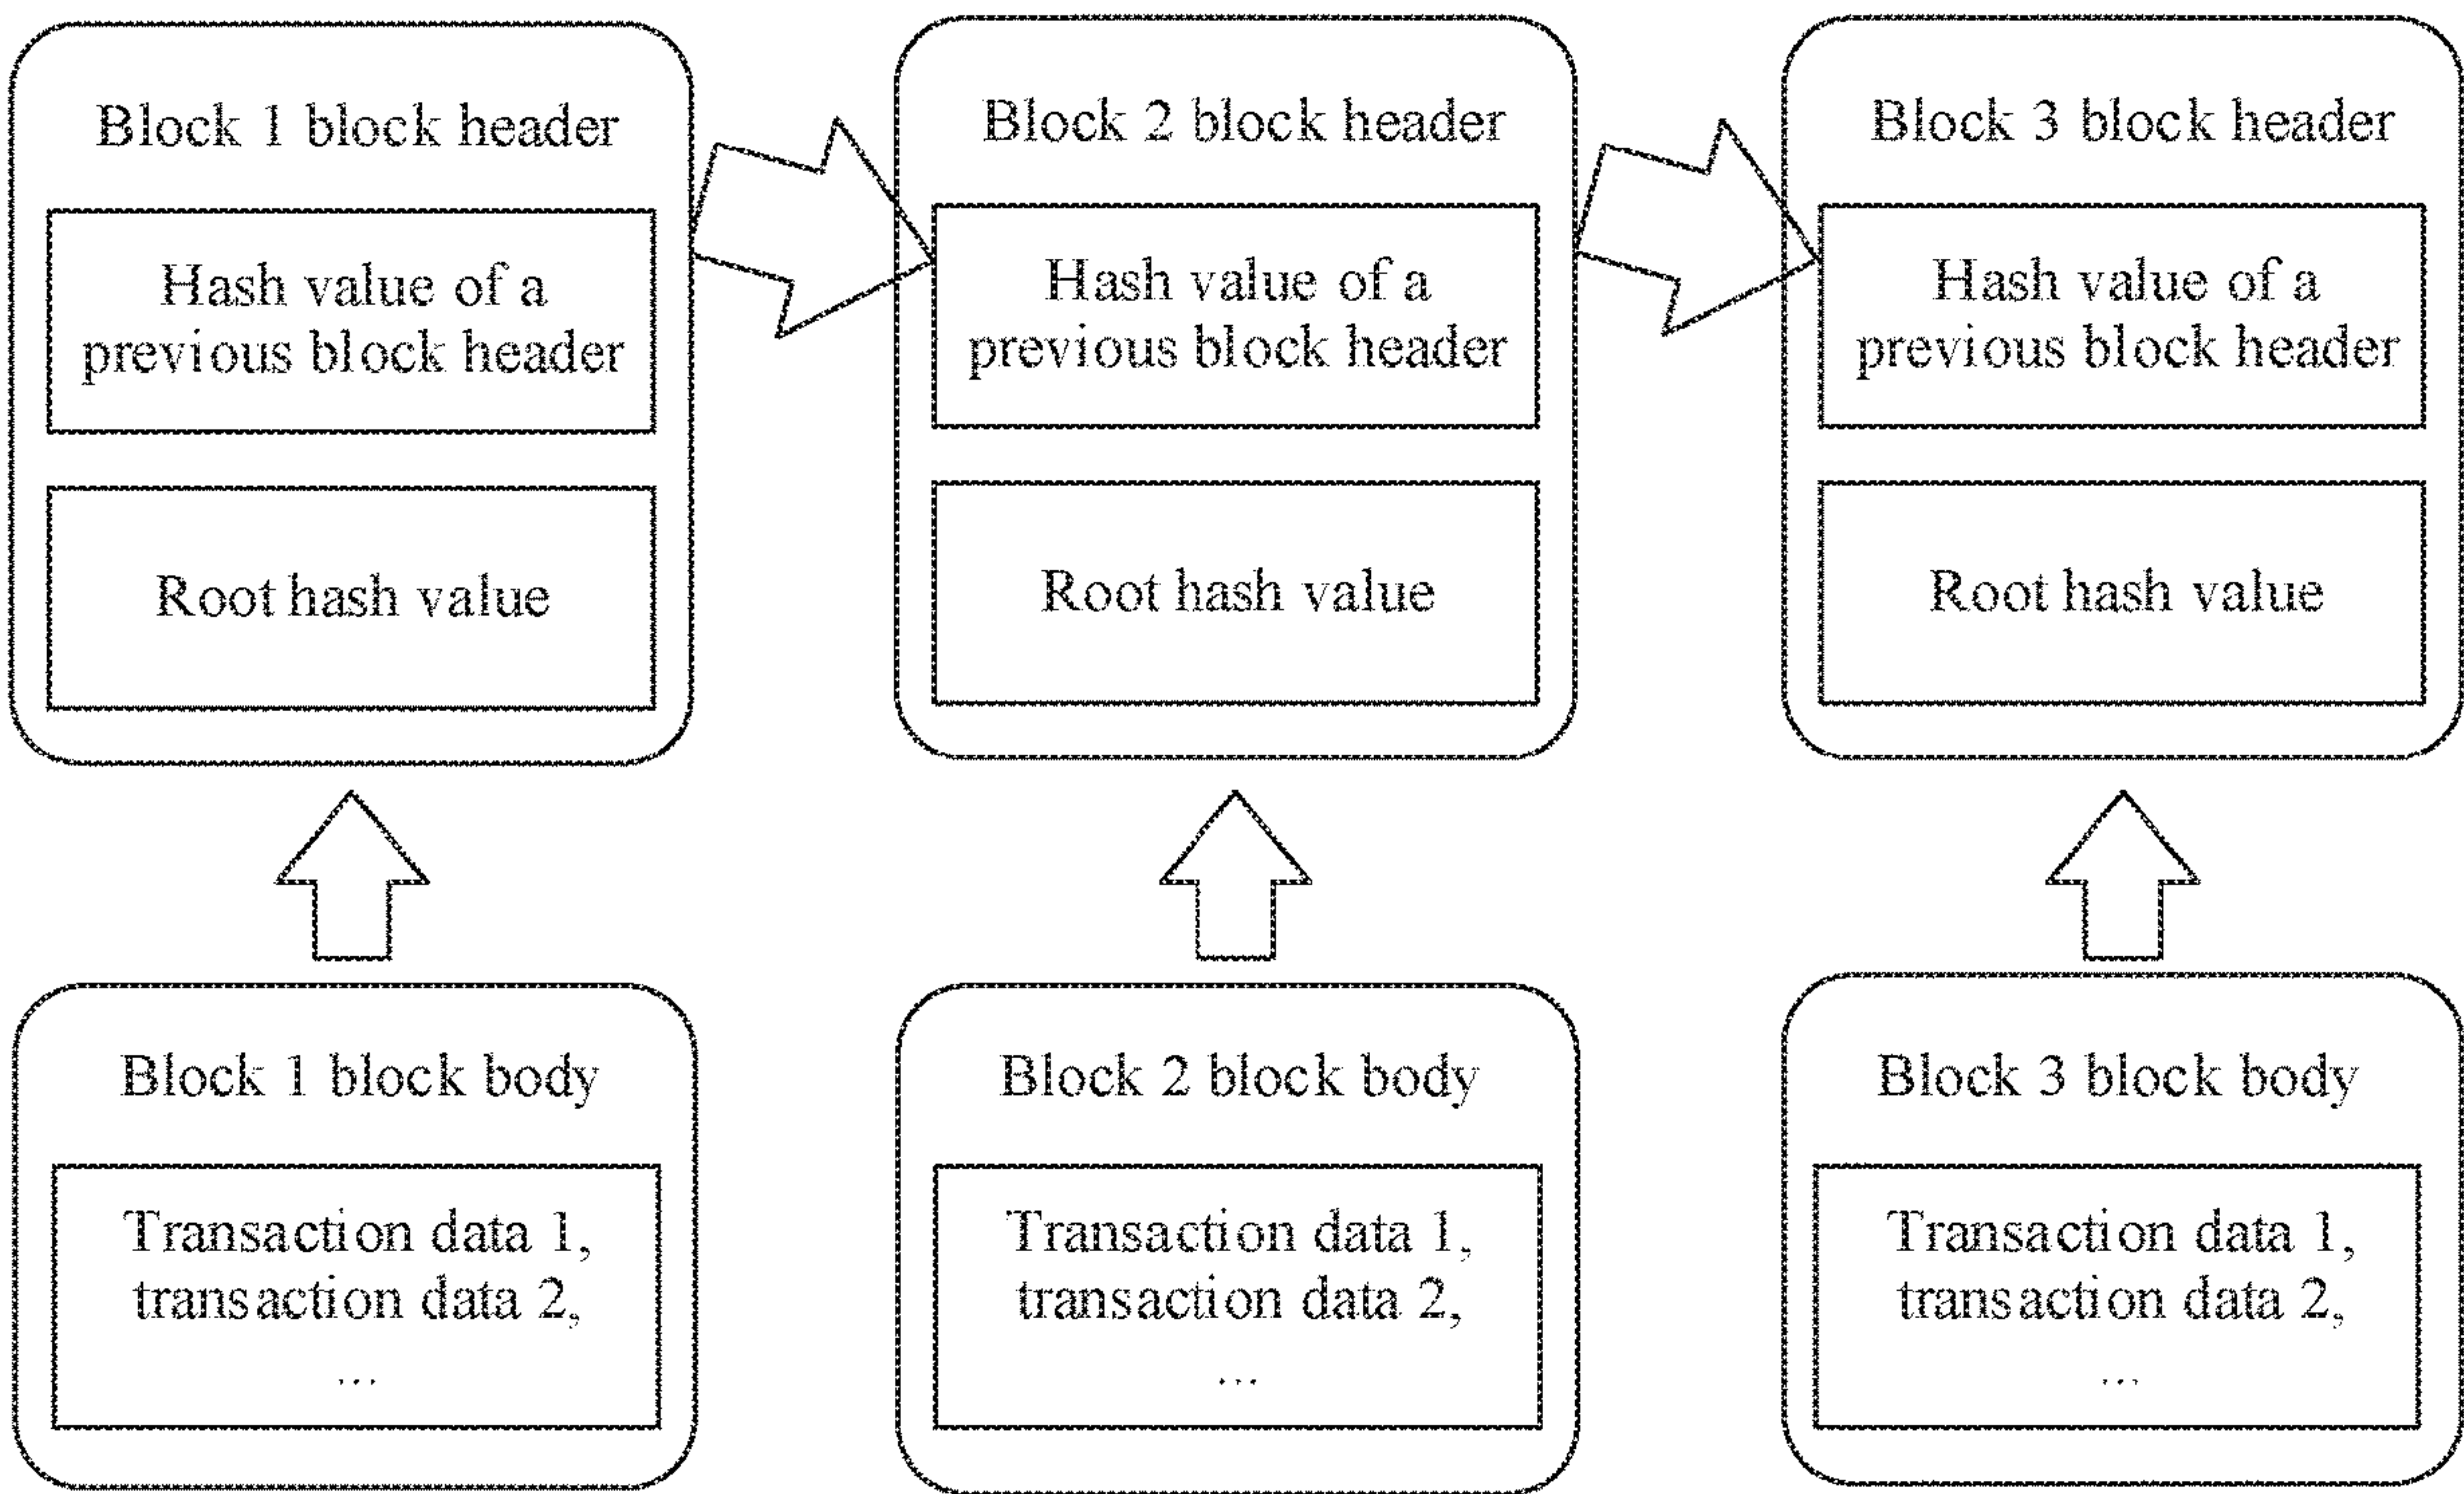 Block 1 block header
Hash value of a
previous block header
Root hash value
Block 2 block header
Hash value of a
previous block header
Root hash value
Block 3 block header
Hash value of a
previous block header
Root hash value
Block 1 block body
Transaction data 1,
transaction data 2,
...
Block 2 block body
Transaction data 1,
transaction data 2,
...
Block 3 block body
Transaction data 1,
transaction data 2,
...